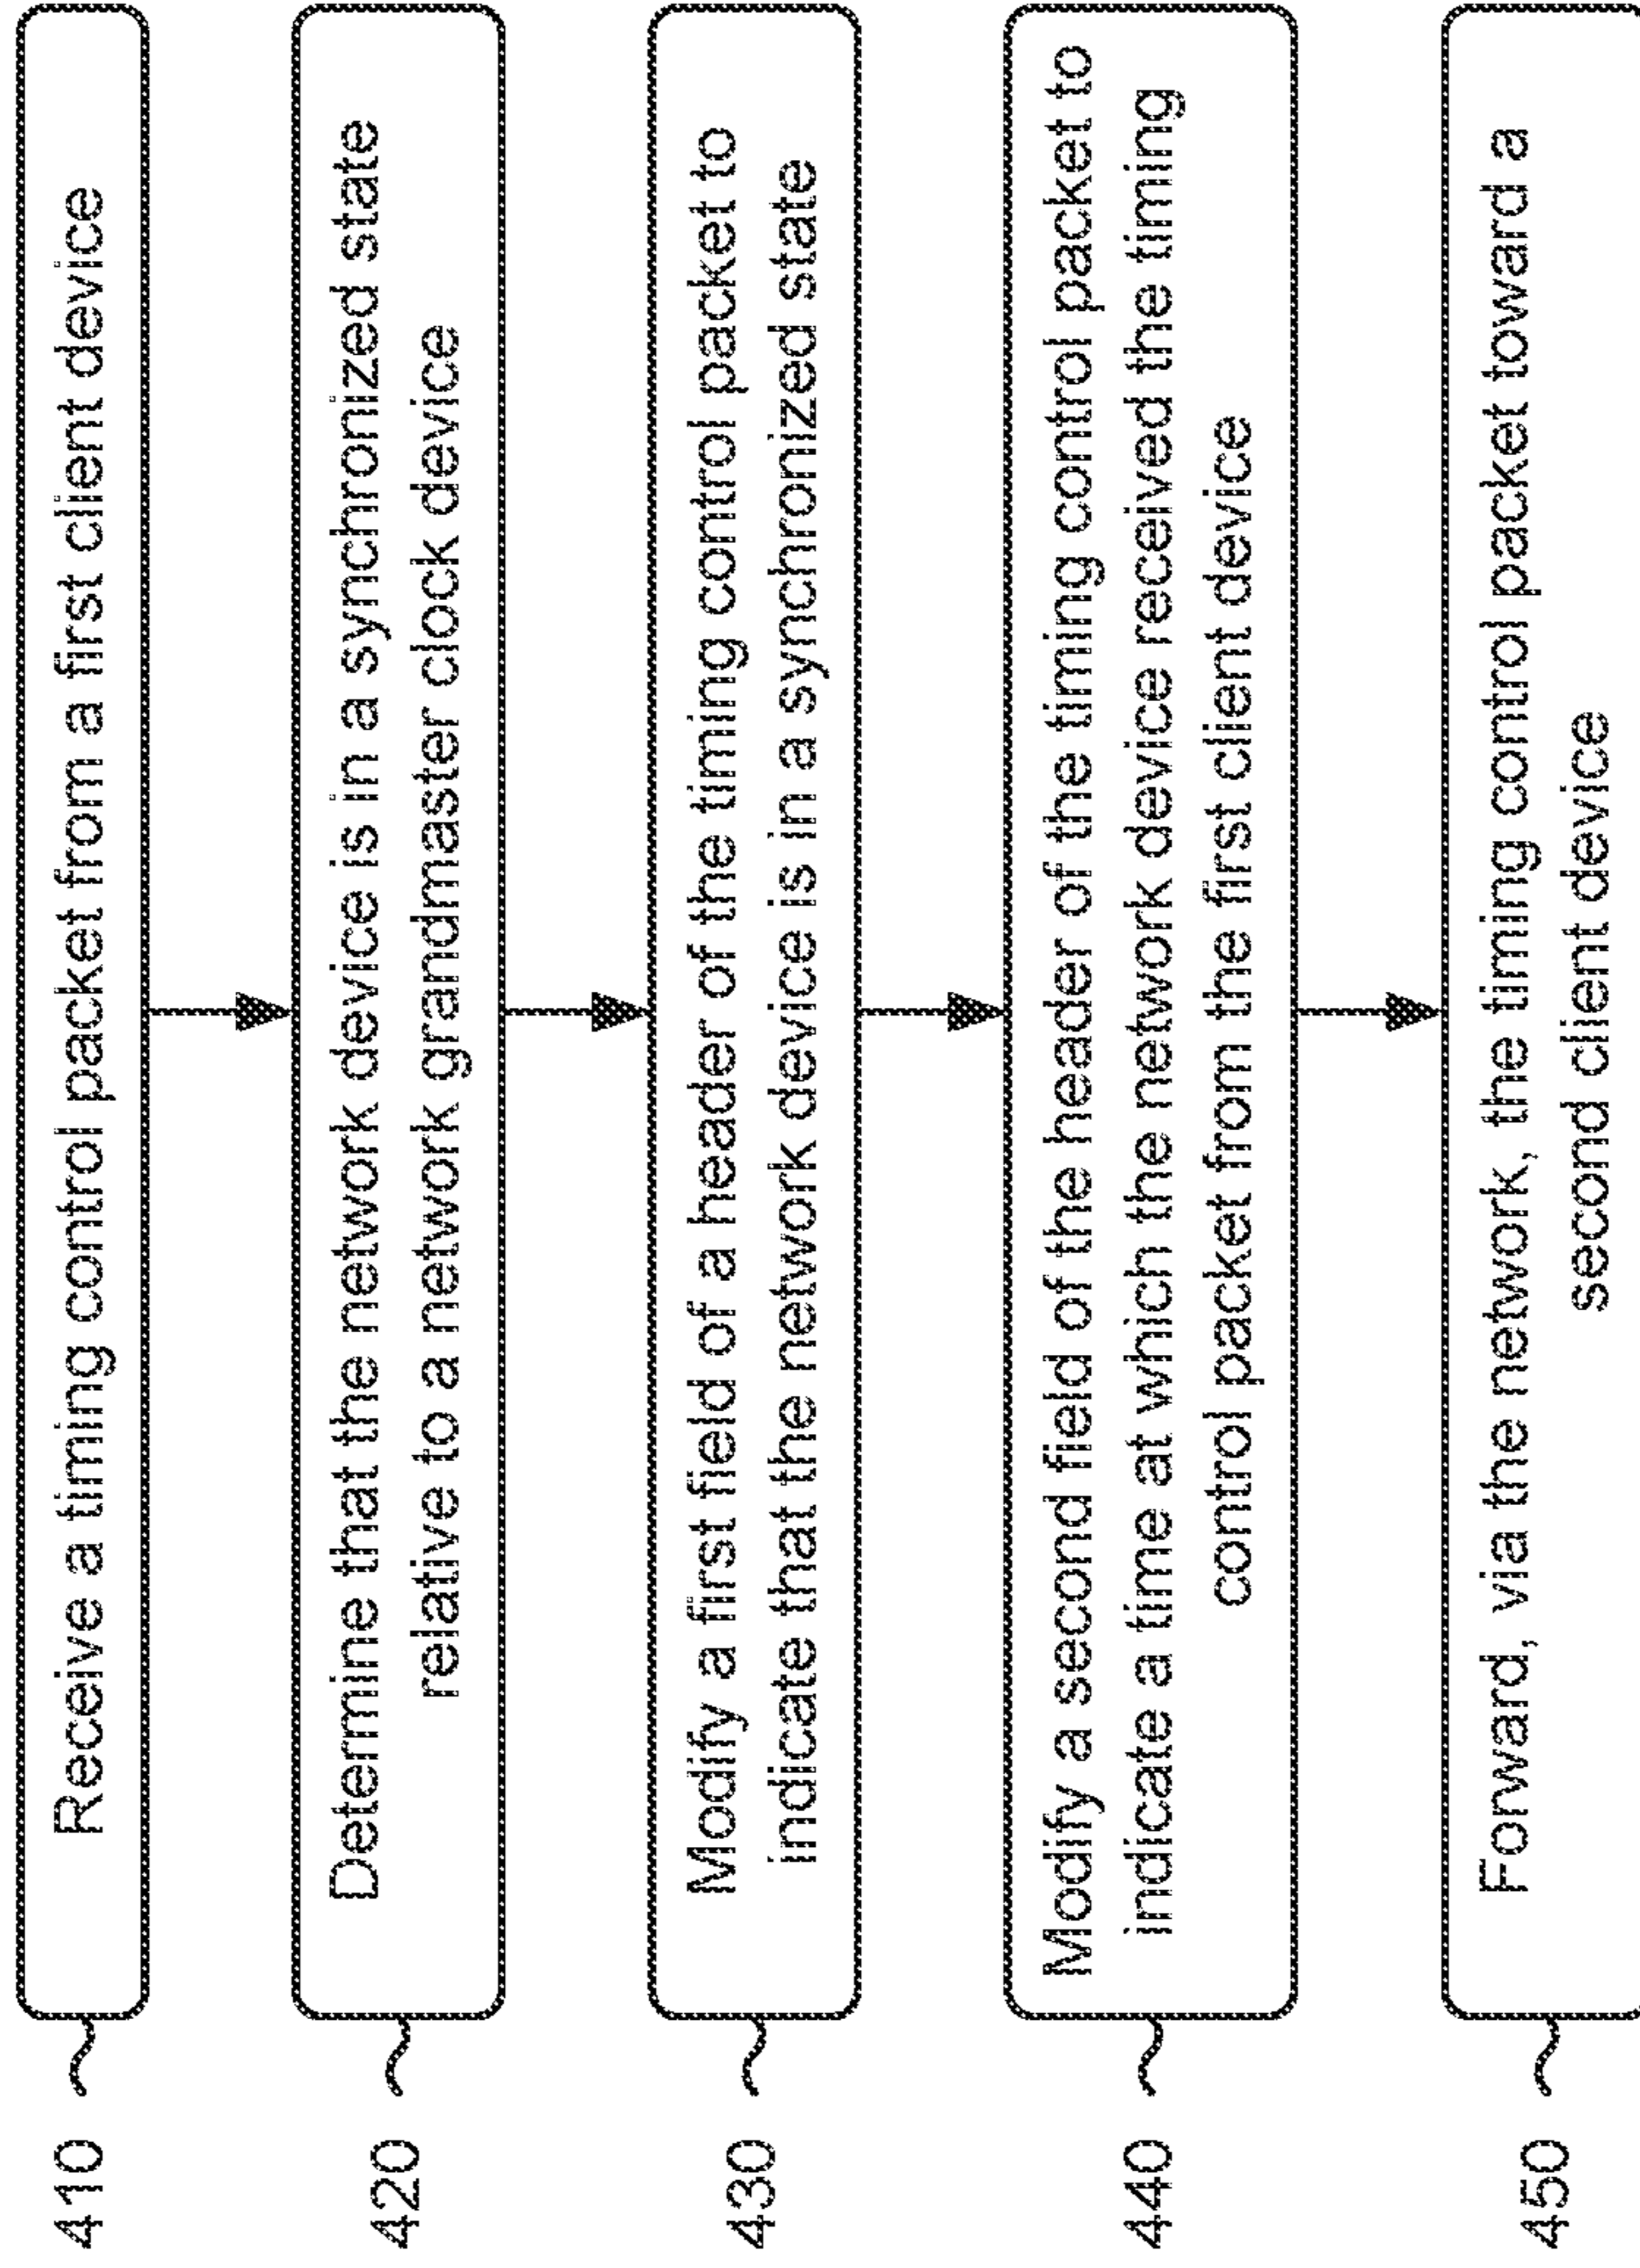 410
Receive a timing control packet from a first client device
420
Determine that the network device is in a synchronized state
relative to a network grandmaster clock device
430
Modify a first field of a header of the timing control packet to
indicate that the network device is in a synchronized state
440
Modify a second field of the header of the timing control packet to
indicate a time at which the network device received the timing
control packet from the first client device
450
Forward, via the network, the timing control packet toward a
second client device